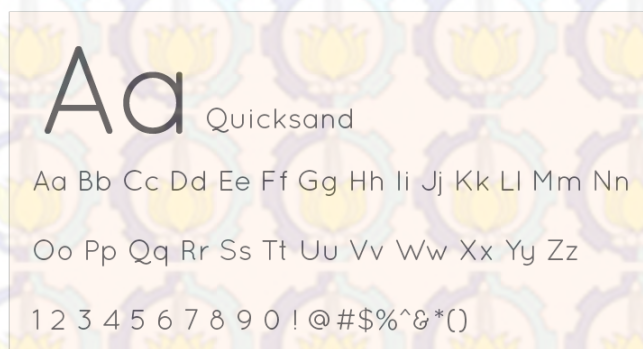 Aa Quicksand
Aa Bb Cc Dd Ee Ff Gg Hh Ii Jj Kk Ll Mm Nn
Oo Pp Qq Rr Ss Tt Uu Vv Ww Xx Yy Zz
1 2 3 4 5 6 7 8 9 0 ! @ # $ % ^ & * ( )